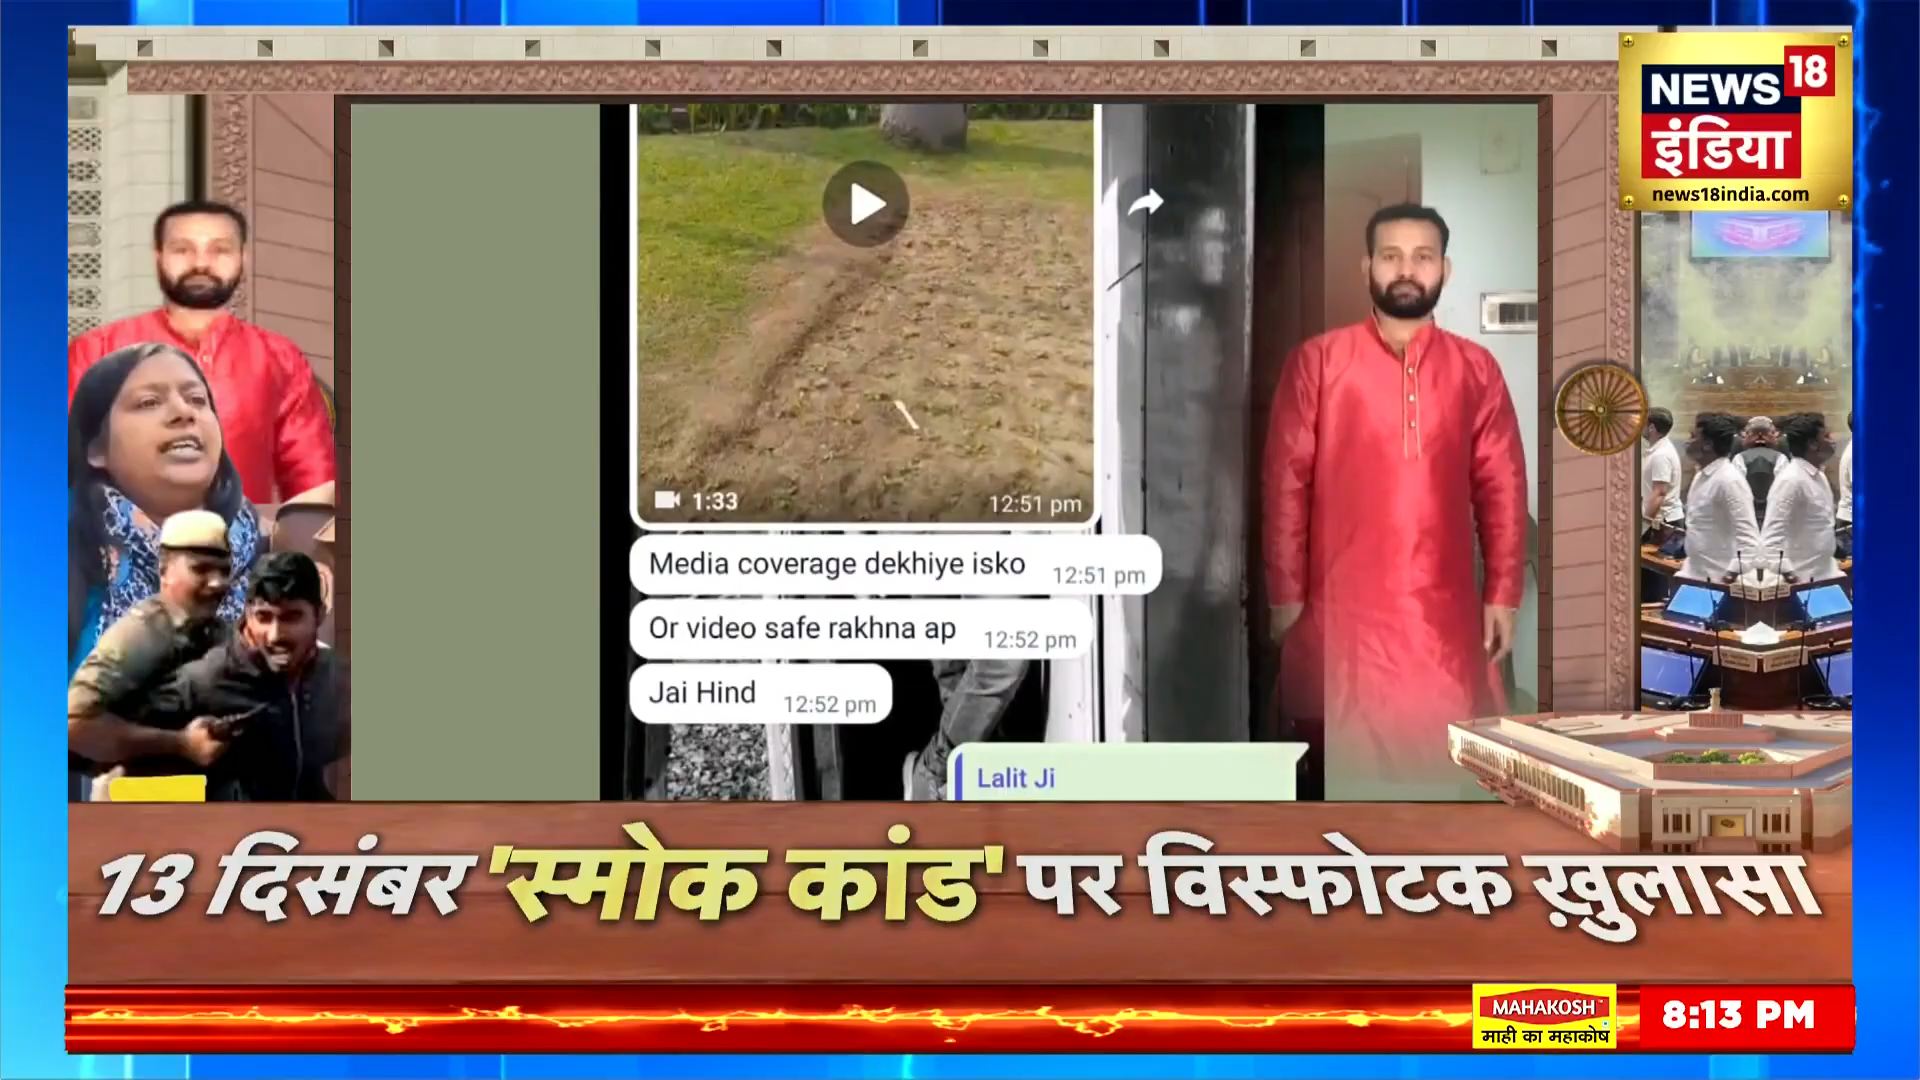 NEWS 18
इंडिया
news18india.com
1:33
12:51 pm
Media coverage dekhiye isko 12:51 pm
Or video safe rakhna ap 12:52 pm
Jai Hind 12:52 pm
Lalit Ji
13 दिसंबर 'स्मोक कांड' पर विस्फोटक ख़ुलासा
MAHAKOSH
माही का महाकोष
8:13 PM